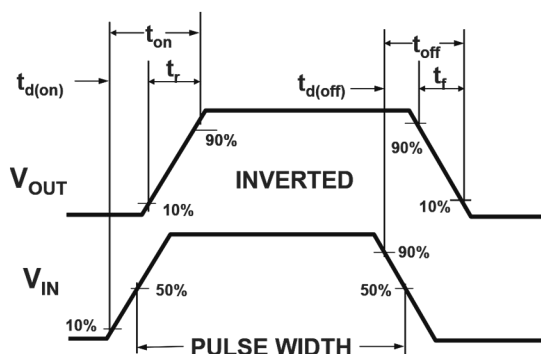 t_on
t_off
t_d(on)
t_r
t_d(off)
t_f
90%
90%
V_OUT
INVERTED
10%
10%
90%
V_IN
50%
50%
10%
PULSE WIDTH